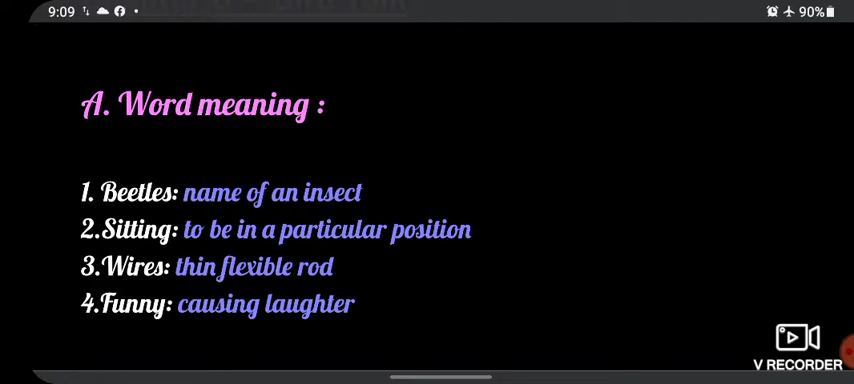 9:09
90%
A. Word meaning :
1. Beetles: name of an insect
2.Sitting: to be in a particular position
3.Wires: thin flexible rod
4.Funny: causing laughter
V RECORDER